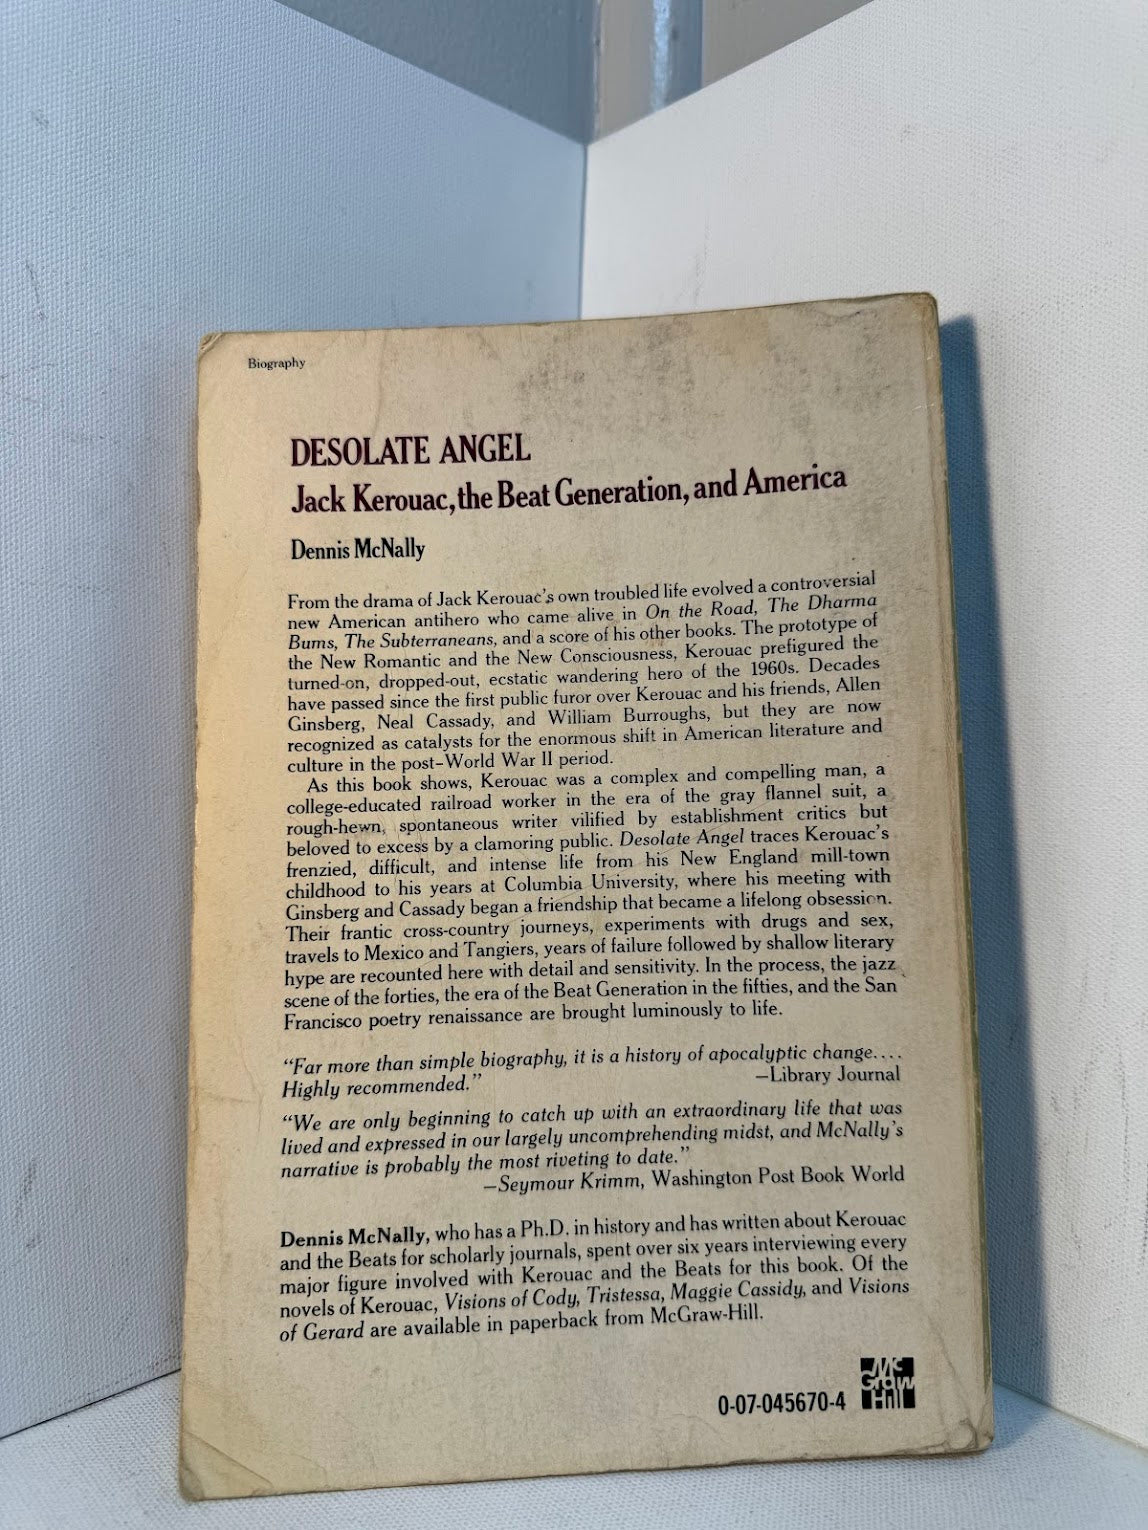 Biography
DESOLATE ANGEL
Jack Kerouac, the Beat Generation, and America
Dennis McNally
From the drama of Jack Kerouac's own troubled life evolved a controversial
new American antihero who came alive in On the Road, The Dharma
Bums, The Subterraneans, and a score of his other books. The prototype of
the New Romantic and the New Consciousness, Kerouac prefigured the
turned-on, dropped-out, ecstatic wandering hero of the 1960s. Decades
have passed since the first public furor over Kerouac and his friends, Allen
Ginsberg, Neal Cassady, and William Burroughs, but they are now
recognized as catalysts for the enormous shift in American literature and
culture in the post–World War II period.
As this book shows, Kerouac was a complex and compelling man, a
college-educated railroad worker in the era of the gray flannel suit, a
rough-hewn, spontaneous writer vilified by establishment critics but
beloved to excess by a clamoring public. Desolate Angel traces Kerouac's
frenzied, difficult, and intense life from his New England mill-town
childhood to his years at Columbia University, where his meeting with
Ginsberg and Cassady began a friendship that became a lifelong obsession.
Their frantic cross-country journeys, experiments with drugs and sex,
travels to Mexico and Tangiers, years of failure followed by shallow literary
hype are recounted here with detail and sensitivity. In the process, the jazz
scene of the forties, the era of the Beat Generation in the fifties, and the San
Francisco poetry renaissance are brought luminously to life.
"Far more than simple biography, it is a history of apocalyptic change....
Highly recommended." —Library Journal
"We are only beginning to catch up with an extraordinary life that was
lived and expressed in our largely uncomprehending midst, and McNally's
narrative is probably the most riveting to date."
—Seymour Krimm, Washington Post Book World
Dennis McNally, who has a Ph.D. in history and has written about Kerouac
and the Beats for scholarly journals, spent over six years interviewing every
major figure involved with Kerouac and the Beats for this book. Of the
novels of Kerouac, Visions of Cody, Tristessa, Maggie Cassidy, and Visions
of Gerard are available in paperback from McGraw-Hill.
0-07-045670-4
Mc
Graw
Hill